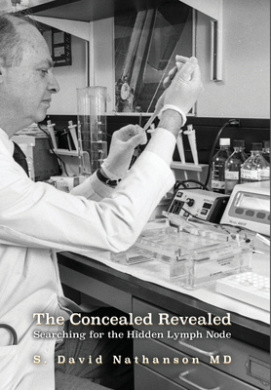 The Concealed Revealed
Searching for the Hidden Lymph Node
S. David Nathanson MD